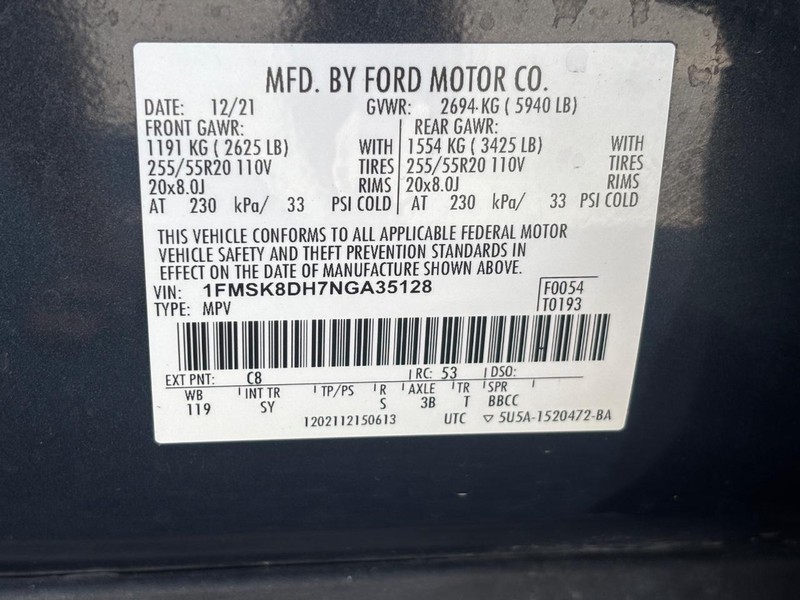 MFD. BY FORD MOTOR CO.
DATE: 12/21 GVWR: 2694 KG ( 5940 LB)
FRONT GAWR: REAR GAWR:
1191 KG ( 2625 LB) WITH 1554 KG ( 3425 LB) WITH
255/55R20 110V TIRES 255/55R20 110V TIRES
20x8.0J RIMS 20x8.0J RIMS
AT 230 kPa/ 33 PSI COLD AT 230 kPa/ 33 PSI COLD
THIS VEHICLE CONFORMS TO ALL APPLICABLE FEDERAL MOTOR
VEHICLE SAFETY AND THEFT PREVENTION STANDARDS IN
EFFECT ON THE DATE OF MANUFACTURE SHOWN ABOVE.
VIN: 1FMSK8DH7NGA35128 F0054
TYPE: MPV T0193
EXT PNT: C8 RC: 53 DSO:
WB INT TR TP/PS R AXLE TR SPR
119 SY S 3B T BBCC
1202112150613 UTC ▽ 5U5A-1520472-BA